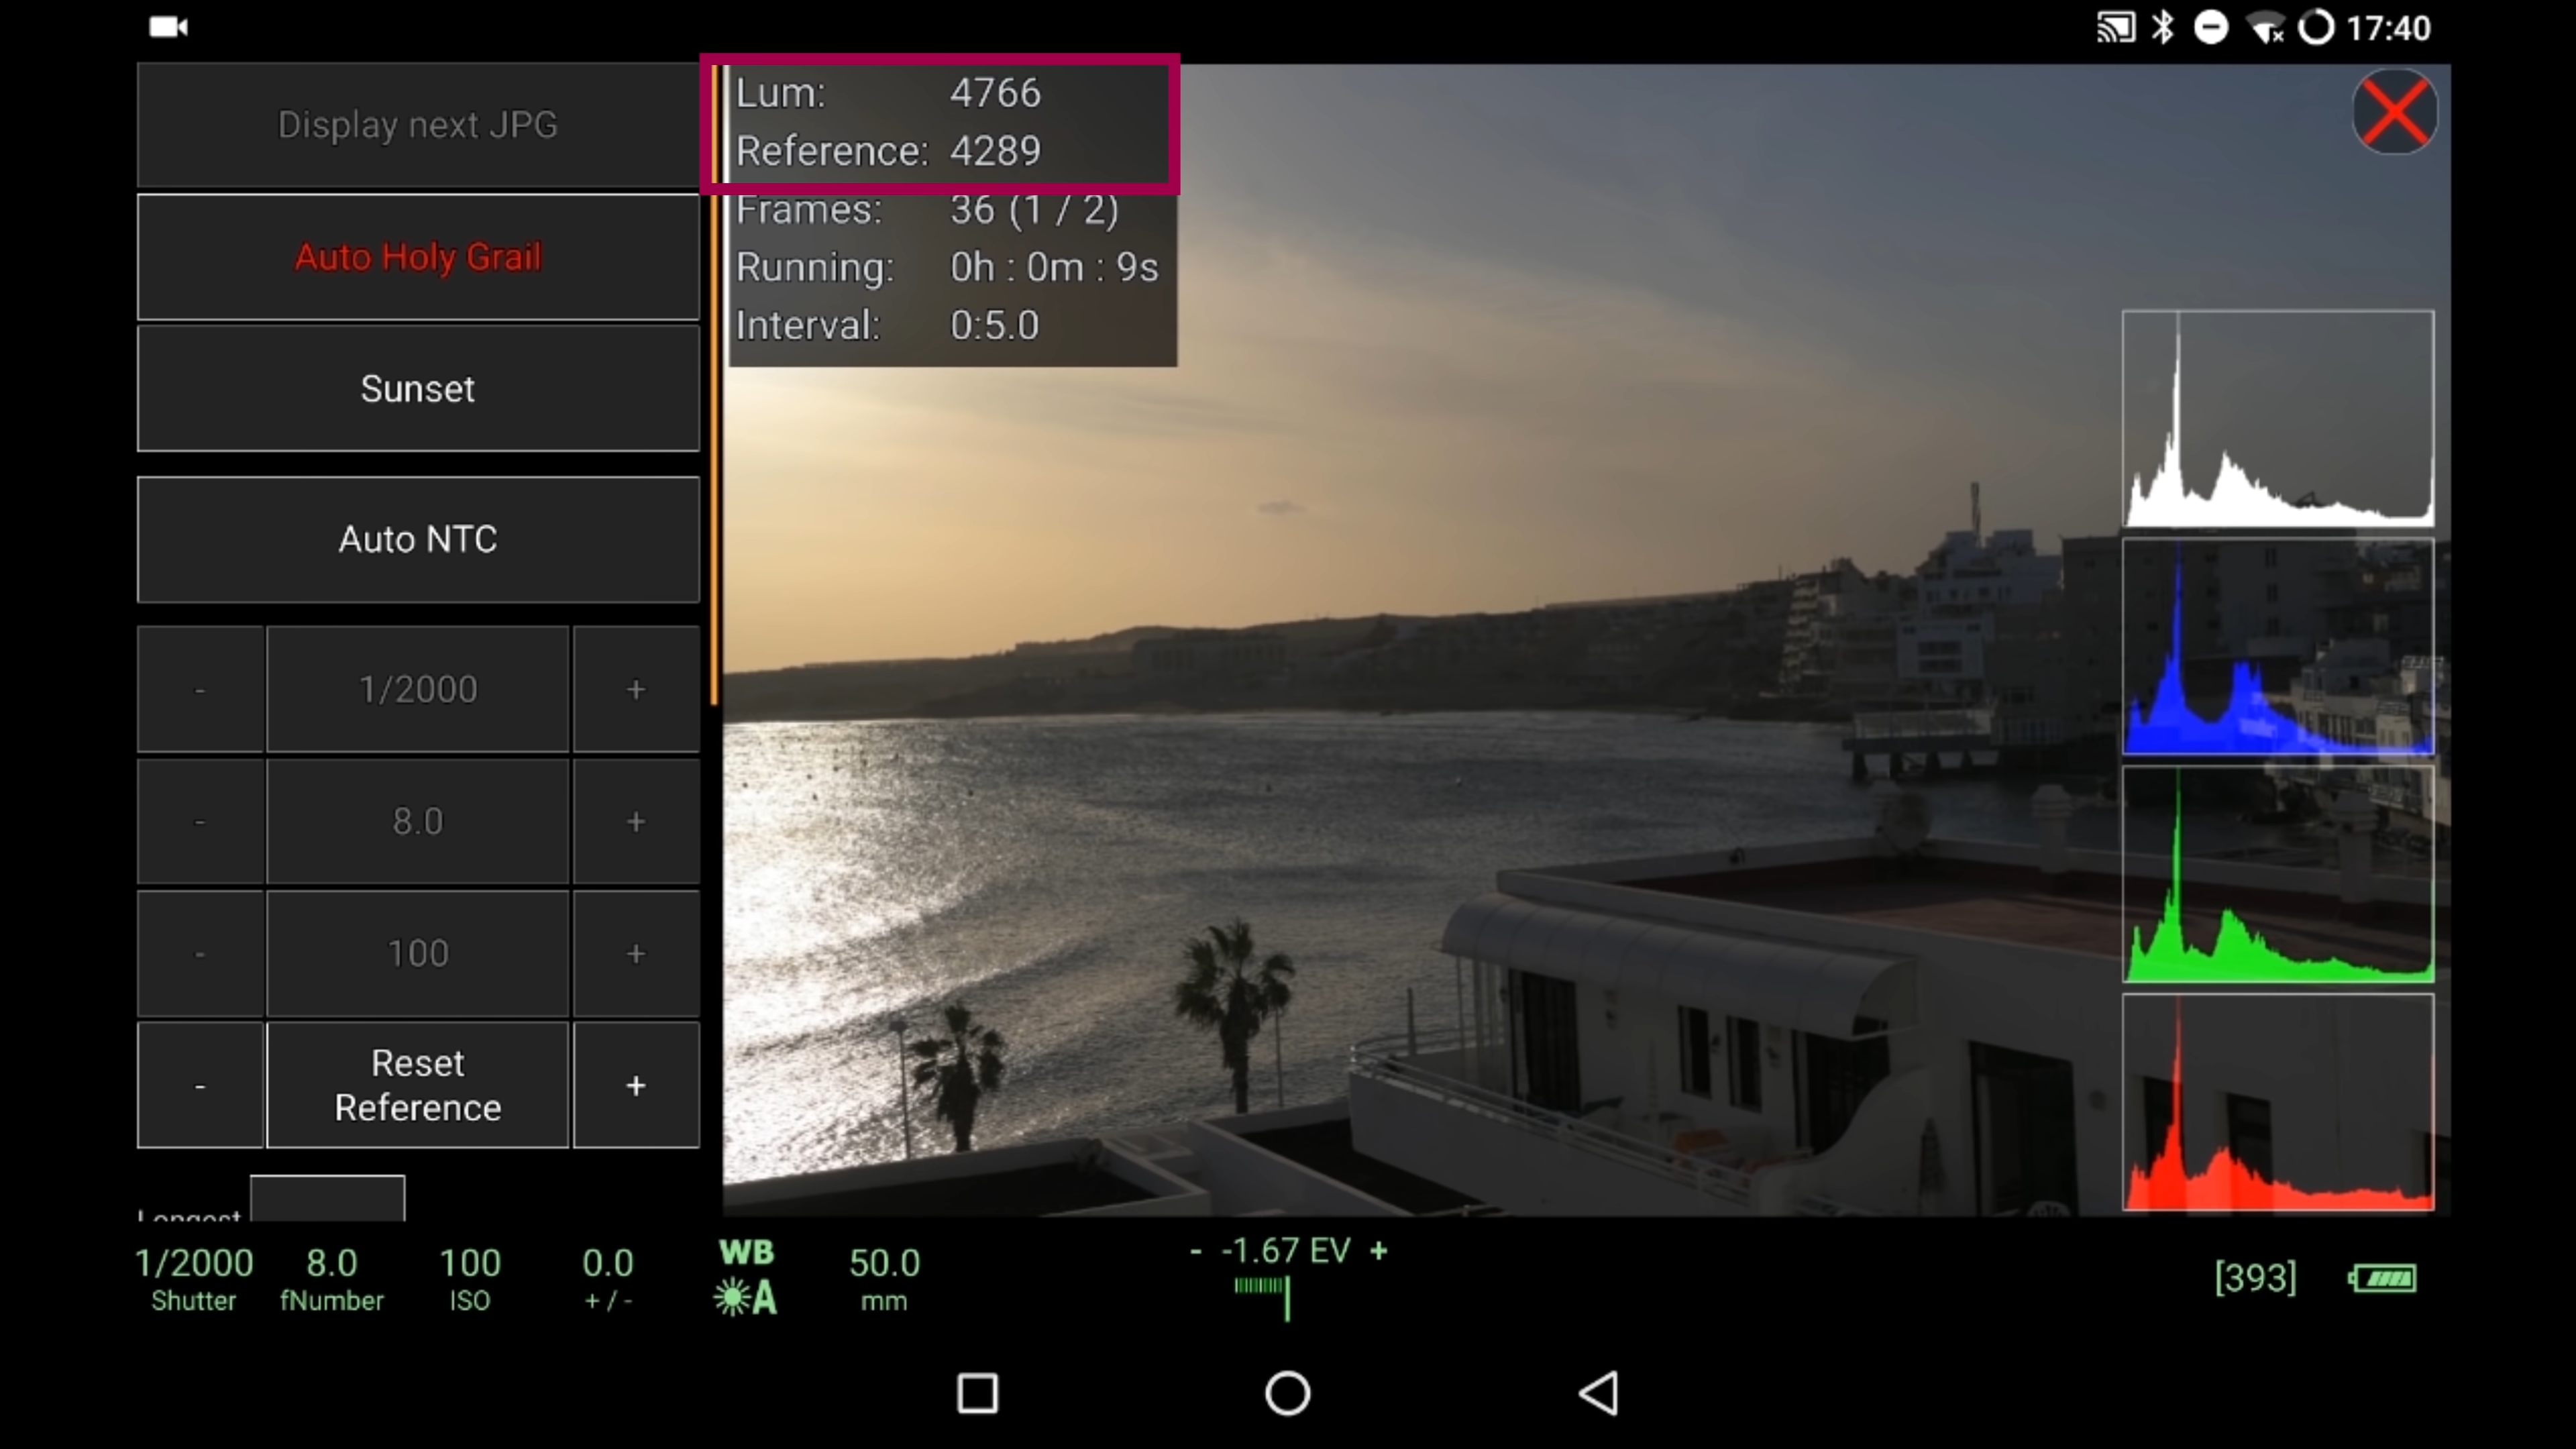 17:40
Display next JPG
Auto Holy Grail
Sunset
Auto NTC
- 1/2000 +
- 8.0 +
- 100 +
- Reset Reference +
Longest
Lum: 4766
Reference: 4289
Frames: 36 (1 / 2)
Running: 0h : 0m : 9s
Interval: 0:5.0
1/2000 8.0 100 0.0 WB 50.0 - -1.67 EV + [393]
Shutter fNumber ISO + / - A mm